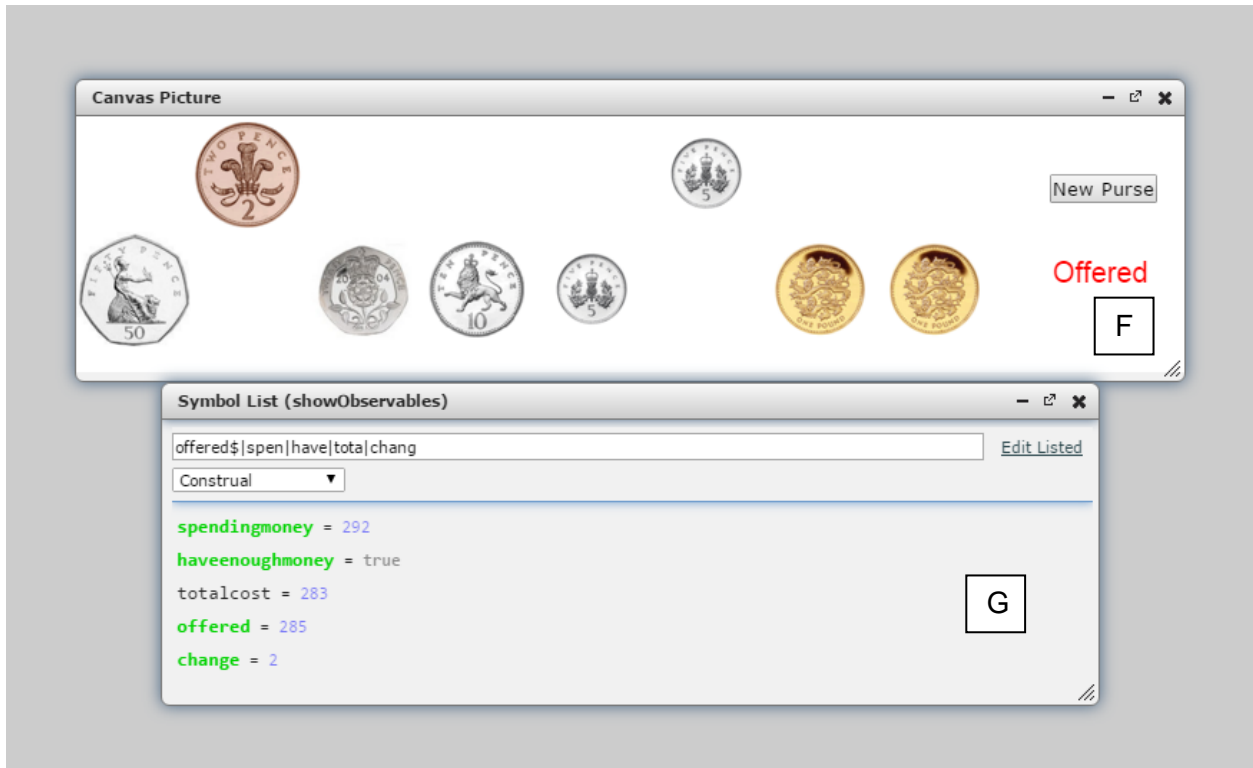 Canvas Picture
TWO PENCE
2
FIVE PENCE
5
New Purse
FIFTY PENCE
50
2004
TEN PENCE
10
FIVE PENCE
5
ONE POUND
ONE POUND
Offered
F
Symbol List (showObservables)
offered$|spen|have|tota|chang
Edit Listed
Construal
spendingmoney = 292
haveenoughmoney = true
totalcost = 283
offered = 285
change = 2
G